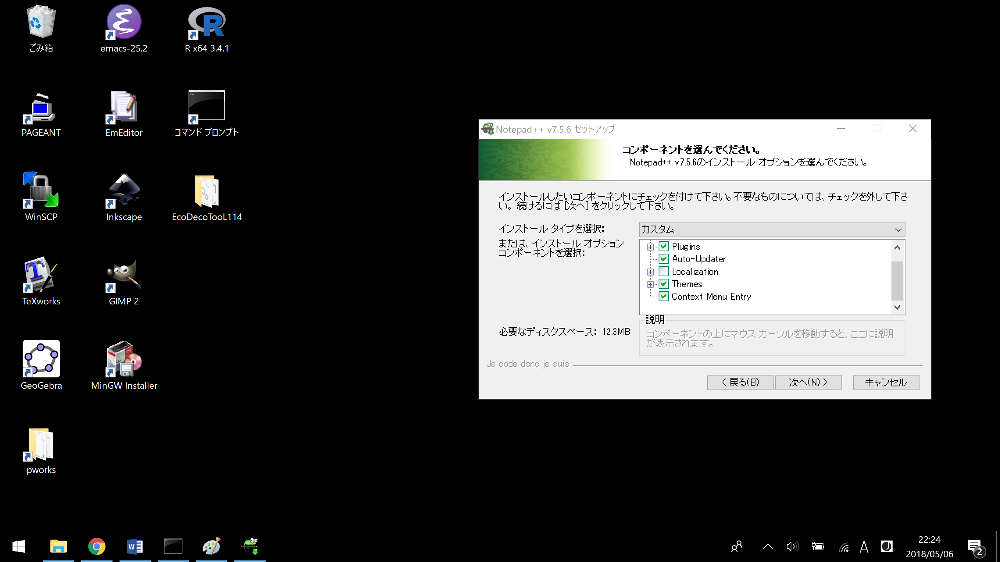 ごみ箱
emacs-25.2
R x64 3.4.1
PAGEANT
EmEditor
コマンド プロンプト
WinSCP
Inkscape
EcoDecoTooL114
TeXworks
GIMP 2
GeoGebra
MinGW Installer
pworks
Notepad++ v7.5.6 セットアップ
コンポーネントを選んでください。
Notepad++ v7.5.6のインストール オプションを選んでください。
インストールしたいコンポーネントにチェックを付けて下さい。不要なものについては、チェックを外して下さ
い。 続けるには [次へ] をクリックして下さい。
インストール タイプを選択:
カスタム
または、インストール オプション
コンポーネントを選択:
Plugins
Auto-Updater
Localization
Themes
Context Menu Entry
説明
コンポーネントの上にマウス カーソルを移動すると、ここに説明
が表示されます。
必要なディスクスペース: 12.3MB
Je code donc je suis
< 戻る(B)
次へ(N) >
キャンセル
A
J
22:24
2018/05/06
2